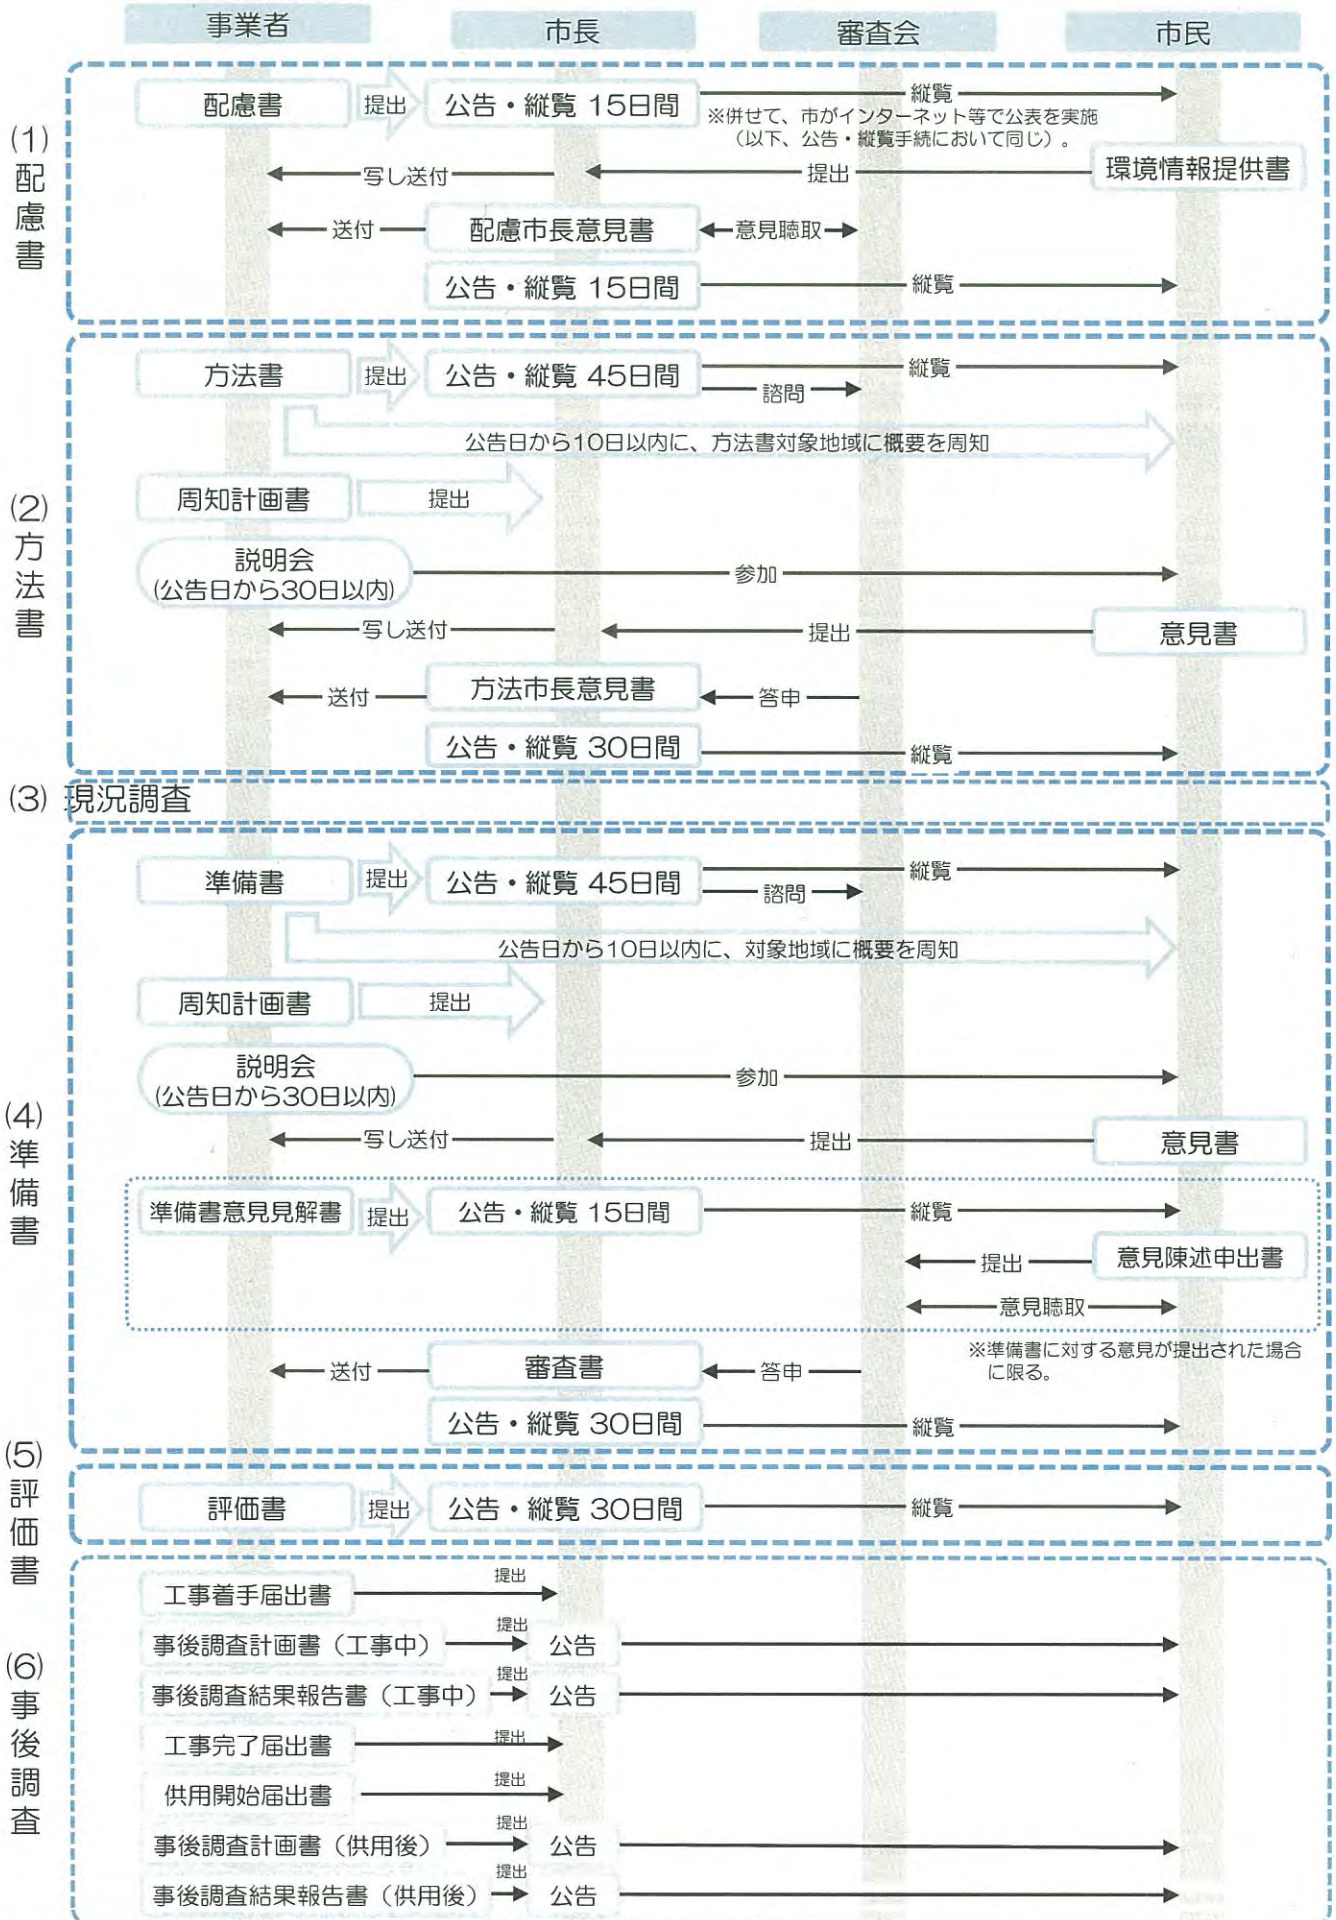 事業者
市長
審査会
市民
(1)
配慮書
配慮書
提出
公告・縦覧 15日間
縦覧
※併せて、市がインターネット等で公表を実施
（以下、公告・縦覧手続において同じ）。
写し送付
提出
環境情報提供書
送付
配慮市長意見書
意見聴取
公告・縦覧 15日間
縦覧
(2)
方法書
方法書
提出
公告・縦覧 45日間
縦覧
諮問
公告日から10日以内に、方法書対象地域に概要を周知
周知計画書
提出
説明会
(公告日から30日以内)
参加
写し送付
提出
意見書
送付
方法市長意見書
答申
公告・縦覧 30日間
縦覧
(3) 現況調査
(4)
準備書
準備書
提出
公告・縦覧 45日間
縦覧
諮問
公告日から10日以内に、対象地域に概要を周知
周知計画書
提出
説明会
(公告日から30日以内)
参加
写し送付
提出
意見書
準備書意見見解書
提出
公告・縦覧 15日間
縦覧
提出
意見陳述申出書
意見聴取
※準備書に対する意見が提出された場合
に限る。
送付
審査書
答申
公告・縦覧 30日間
縦覧
(5)
評価書
評価書
提出
公告・縦覧 30日間
縦覧
(6)
事後調査
工事着手届出書
提出
事後調査計画書（工事中）
提出
公告
事後調査結果報告書（工事中）
提出
公告
工事完了届出書
提出
供用開始届出書
提出
事後調査計画書（供用後）
提出
公告
事後調査結果報告書（供用後）
提出
公告